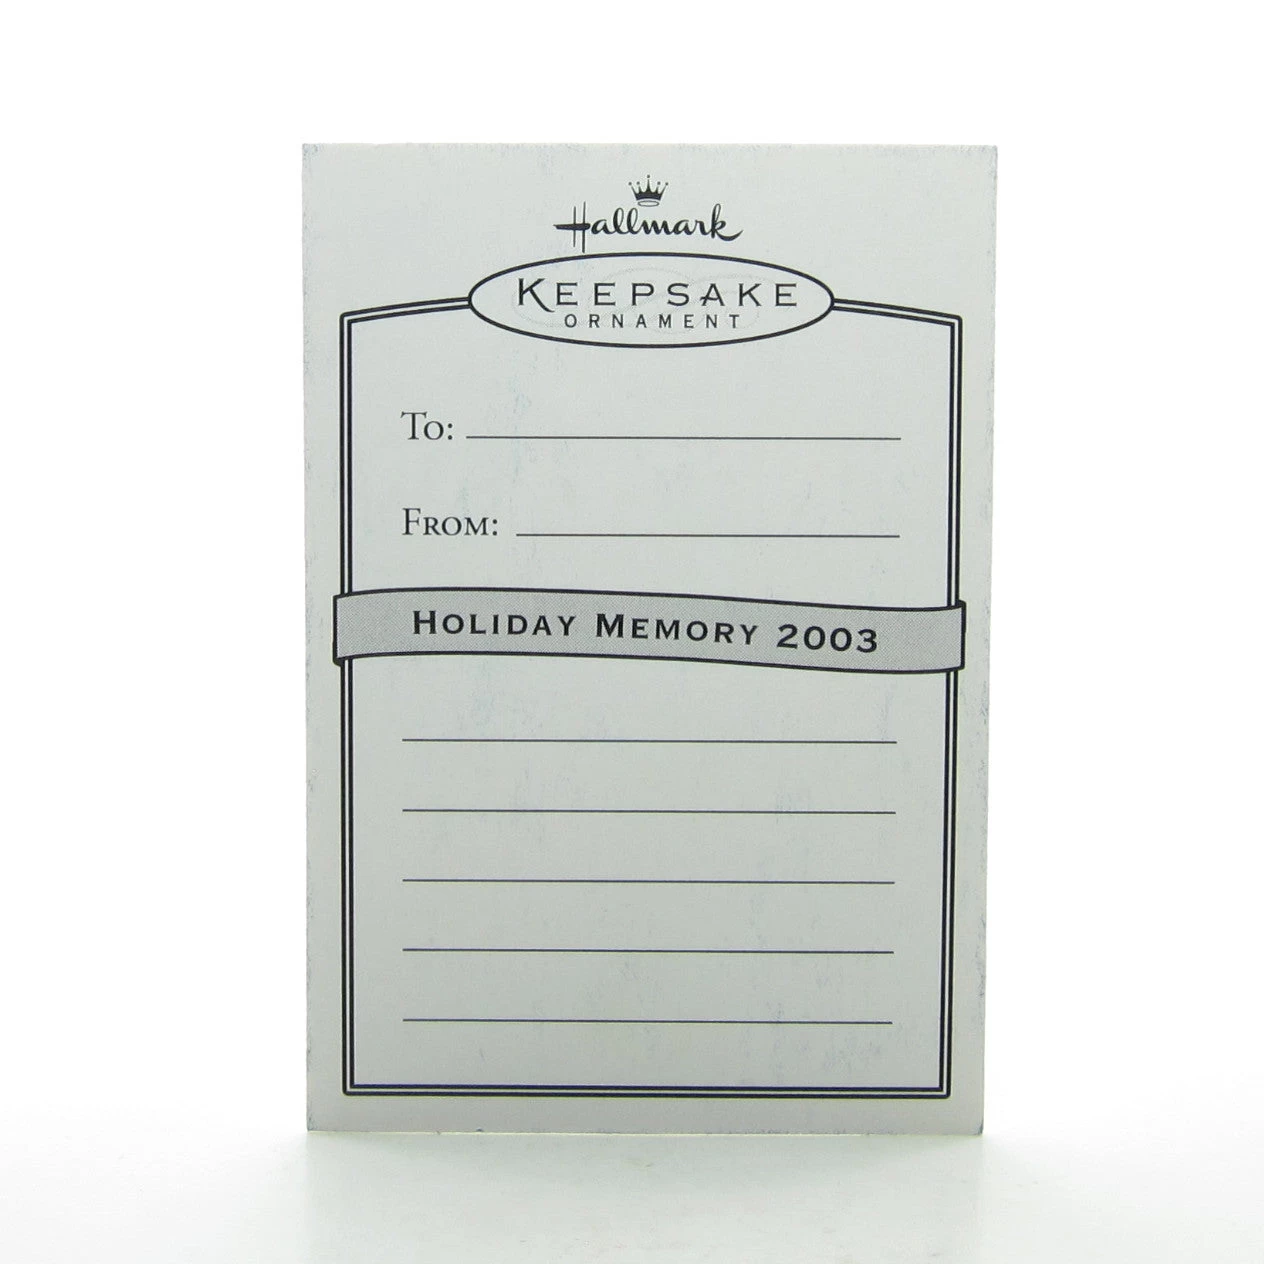 Hallmark
KEEPSAKE
ORNAMENT
TO:
FROM:
HOLIDAY MEMORY 2003